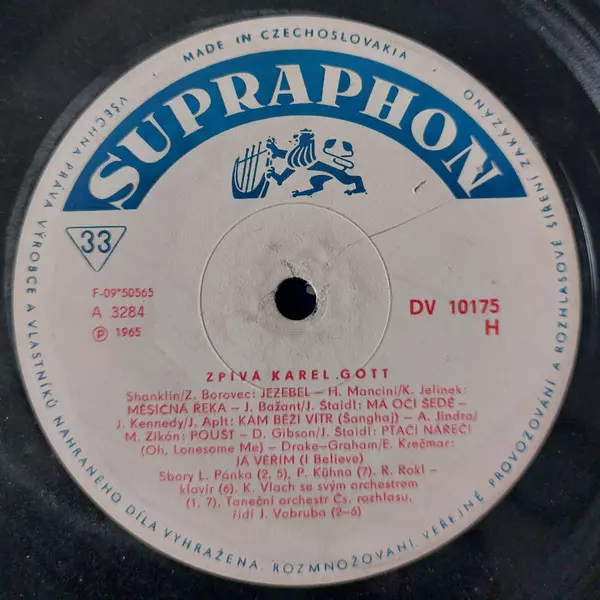 MADE IN CZECHOSLOVAKIA
SUPRAPHON
33
F-09*50565
A 3284
Ⓟ 1965
DV 10175
H
ZPÍVÁ KAREL GOTT
Shanklin/Z. Borovec: JEZEBEL – H. Mancini/K. Jelínek:
MĚSÍČNÁ ŘEKA – J. Bažant/J. Štaidl: MÁ OČI ŠEDÉ –
J. Kennedy/J. Aplt: KAM BĚŽÍ VÍTR (Šanghaj) – A. Jindra/
M. Zikán: POUŠŤ – D. Gibson/J. Štaidl: PTAČÍ NÁŘEČÍ
(Oh, Lonesome Me) – Drake-Graham/E. Krečmar:
JÁ VĚŘÍM (I Believe)
Sbory L. Pánka (2, 5), P. Kühna (7). R. Rokl –
klavír (6). K. Vlach se svým orchestrem
(1, 7). Taneční orchestr Čs. rozhlasu,
řídí J. Vobruba (2–6)
VŠECHNA PRÁVA VÝROBCE A VLASTNÍKŮ NAHRANÉHO DÍLA VYHRAŽENA. ROZMNOŽOVÁNÍ, VEŘEJNÉ PROVOZOVÁNÍ A ROZHLASOVÉ ŠÍŘENÍ ZAKÁZÁNO